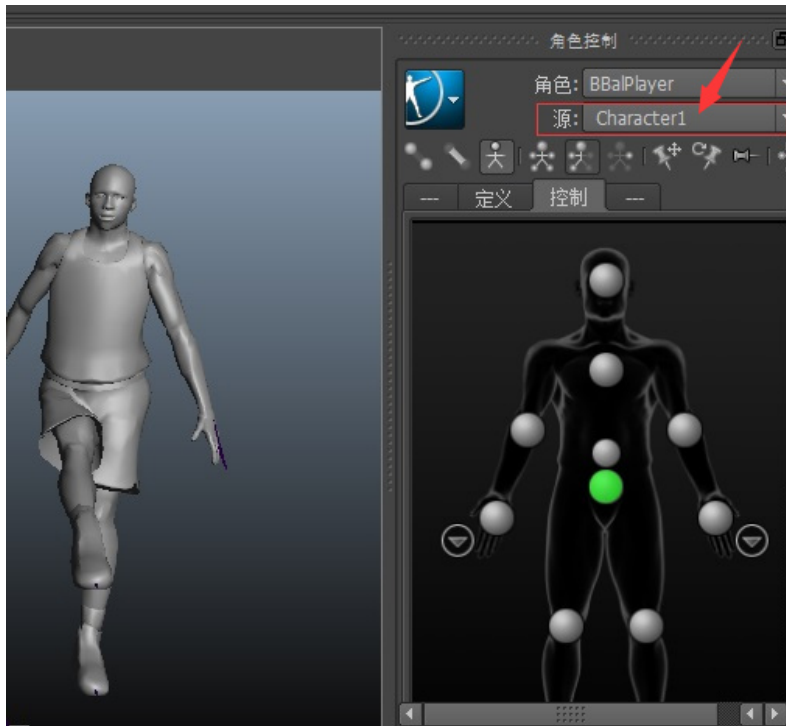 角色控制
角色: BBalPlayer
源: Character1
--- 定义 控制 ---